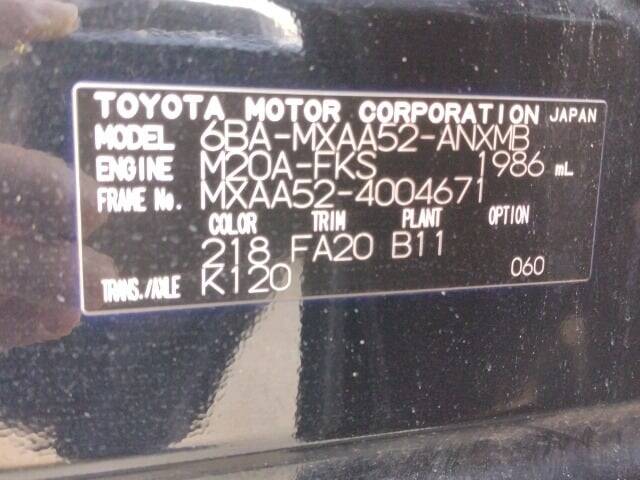 TOYOTA MOTOR CORPORATION JAPAN
MODEL 6BA-MXAA52-ANXMB
ENGINE M20A-FKS 1986 mL
FRAME No. MXAA52-4004671
COLOR TRIM PLANT OPTION
218 FA20 B11
TRANS./AXLE K120 060